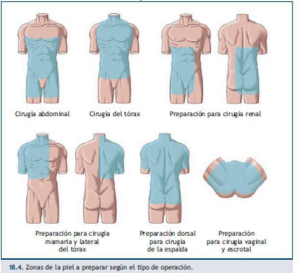 Cirugía abdominal
Cirugía del tórax
Preparación para cirugía renal
Preparación para cirugía
mamaria y lateral
del tórax
Preparación dorsal
para cirugía
de la espalda
Preparación
para cirugía vaginal
y escrotal
18.4. Zonas de la piel a preparar según el tipo de operación.